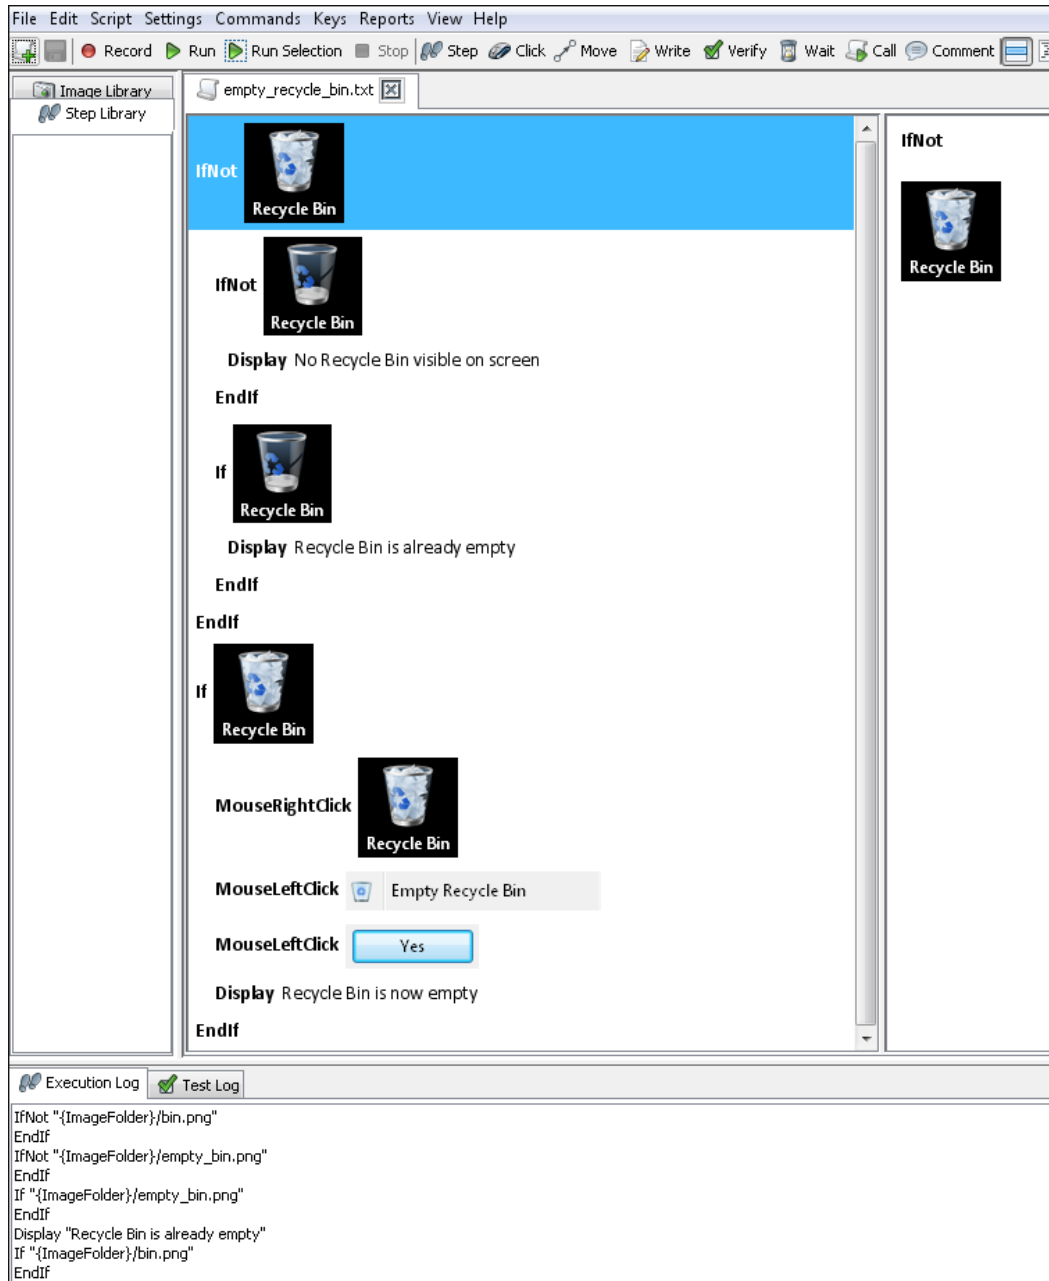 File Edit Script Settings Commands Keys Reports View Help
Record Run Run Selection Stop Step Click Move Write Verify Wait Call Comment
Image Library
Step Library
empty_recycle_bin.txt
IfNot
Recycle Bin
IfNot
Recycle Bin
IfNot
Recycle Bin
Display No Recycle Bin visible on screen
EndIf
If
Recycle Bin
Display Recycle Bin is already empty
EndIf
EndIf
If
Recycle Bin
MouseRightClick
Recycle Bin
MouseLeftClick Empty Recycle Bin
MouseLeftClick Yes
Display Recycle Bin is now empty
EndIf
Execution Log Test Log
IfNot "{ImageFolder}/bin.png"
EndIf
IfNot "{ImageFolder}/empty_bin.png"
EndIf
If "{ImageFolder}/empty_bin.png"
EndIf
Display "Recycle Bin is already empty"
If "{ImageFolder}/bin.png"
EndIf